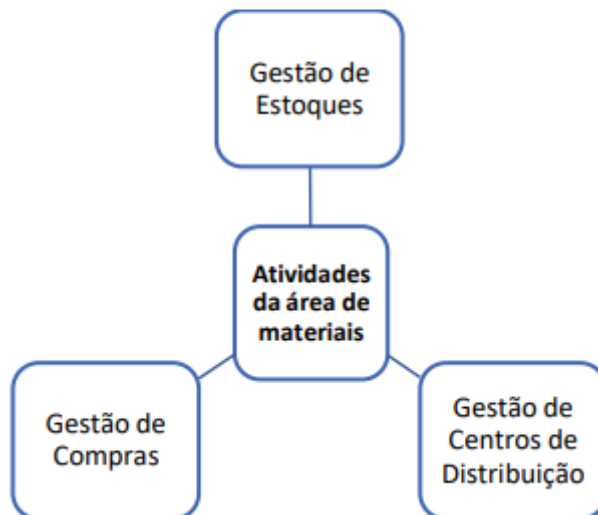 Gestão de
Estoques
Atividades
da área de
materiais
Gestão de
Compras
Gestão de
Centros de
Distribuição